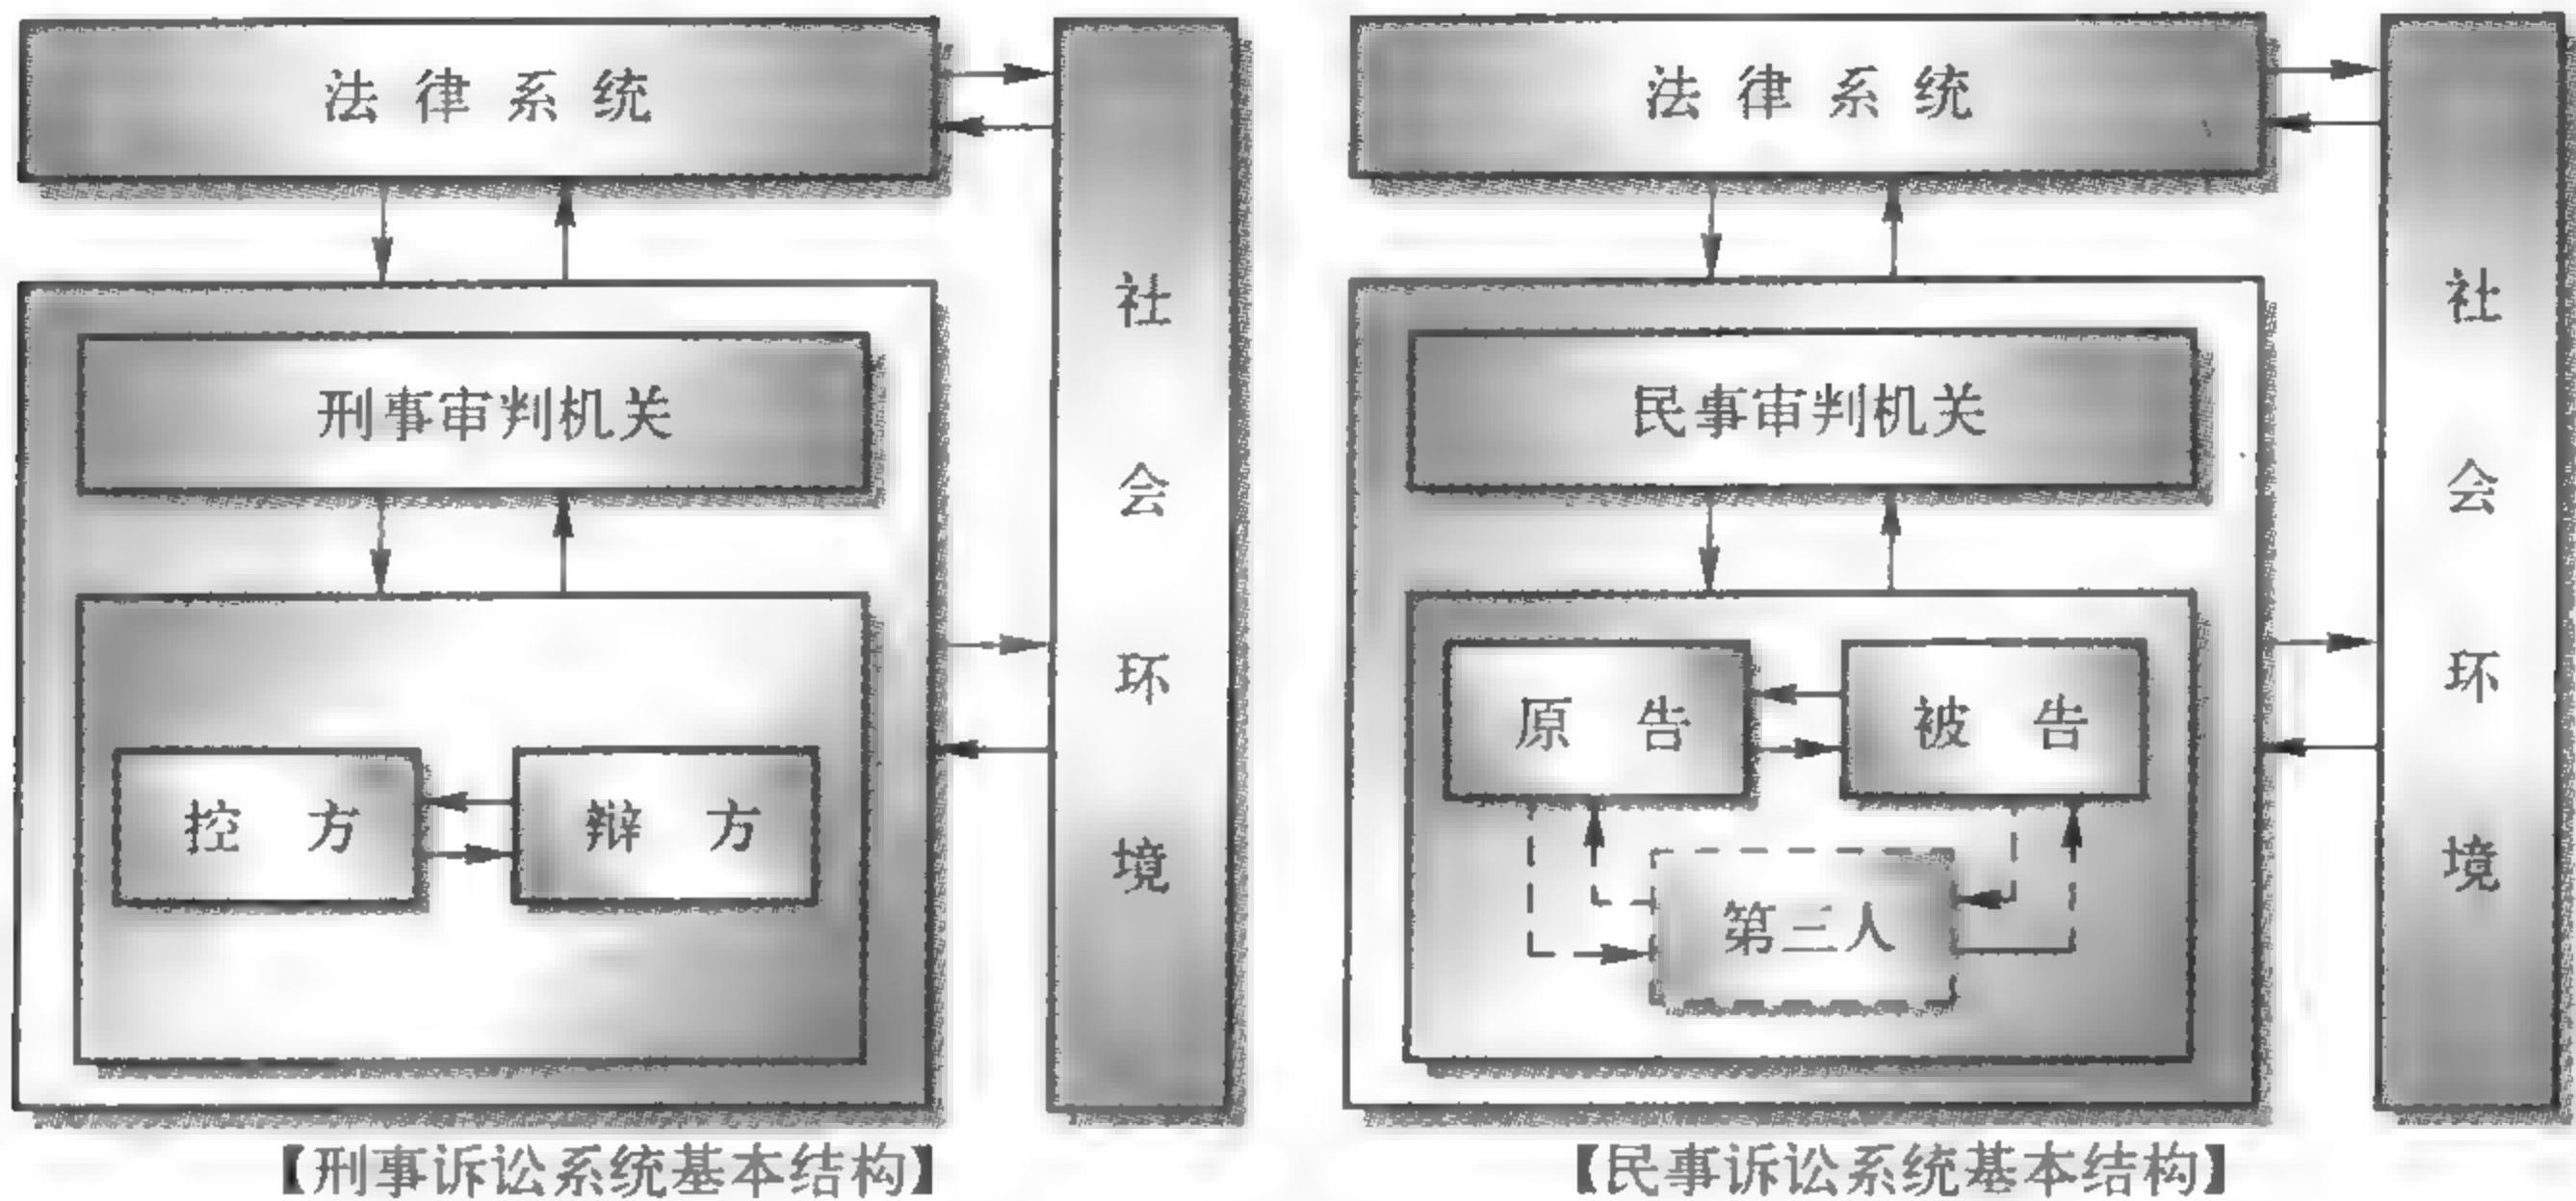 法律系统
社会环境
刑事审判机关
控方
辩方
【刑事诉讼系统基本结构】
法律系统
社会环境
民事审判机关
原告
被告
第三人
【民事诉讼系统基本结构】